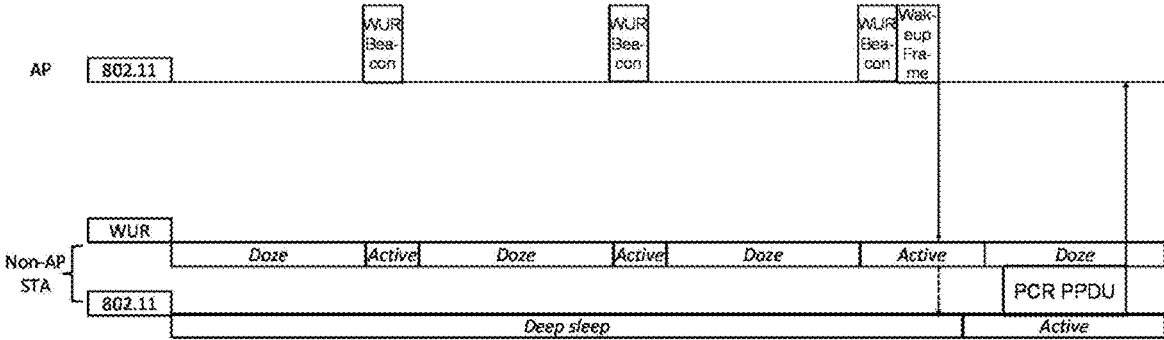 WUR
Bea-
con
WUR
Bea-
con
WUR
Bea-
con
Wak-
eup
Fra-
me
AP
802.11
WUR
Doze
Active
Doze
Active
Doze
Active
Doze
Non-AP
STA
PCR PPDU
802.11
Deep sleep
Active